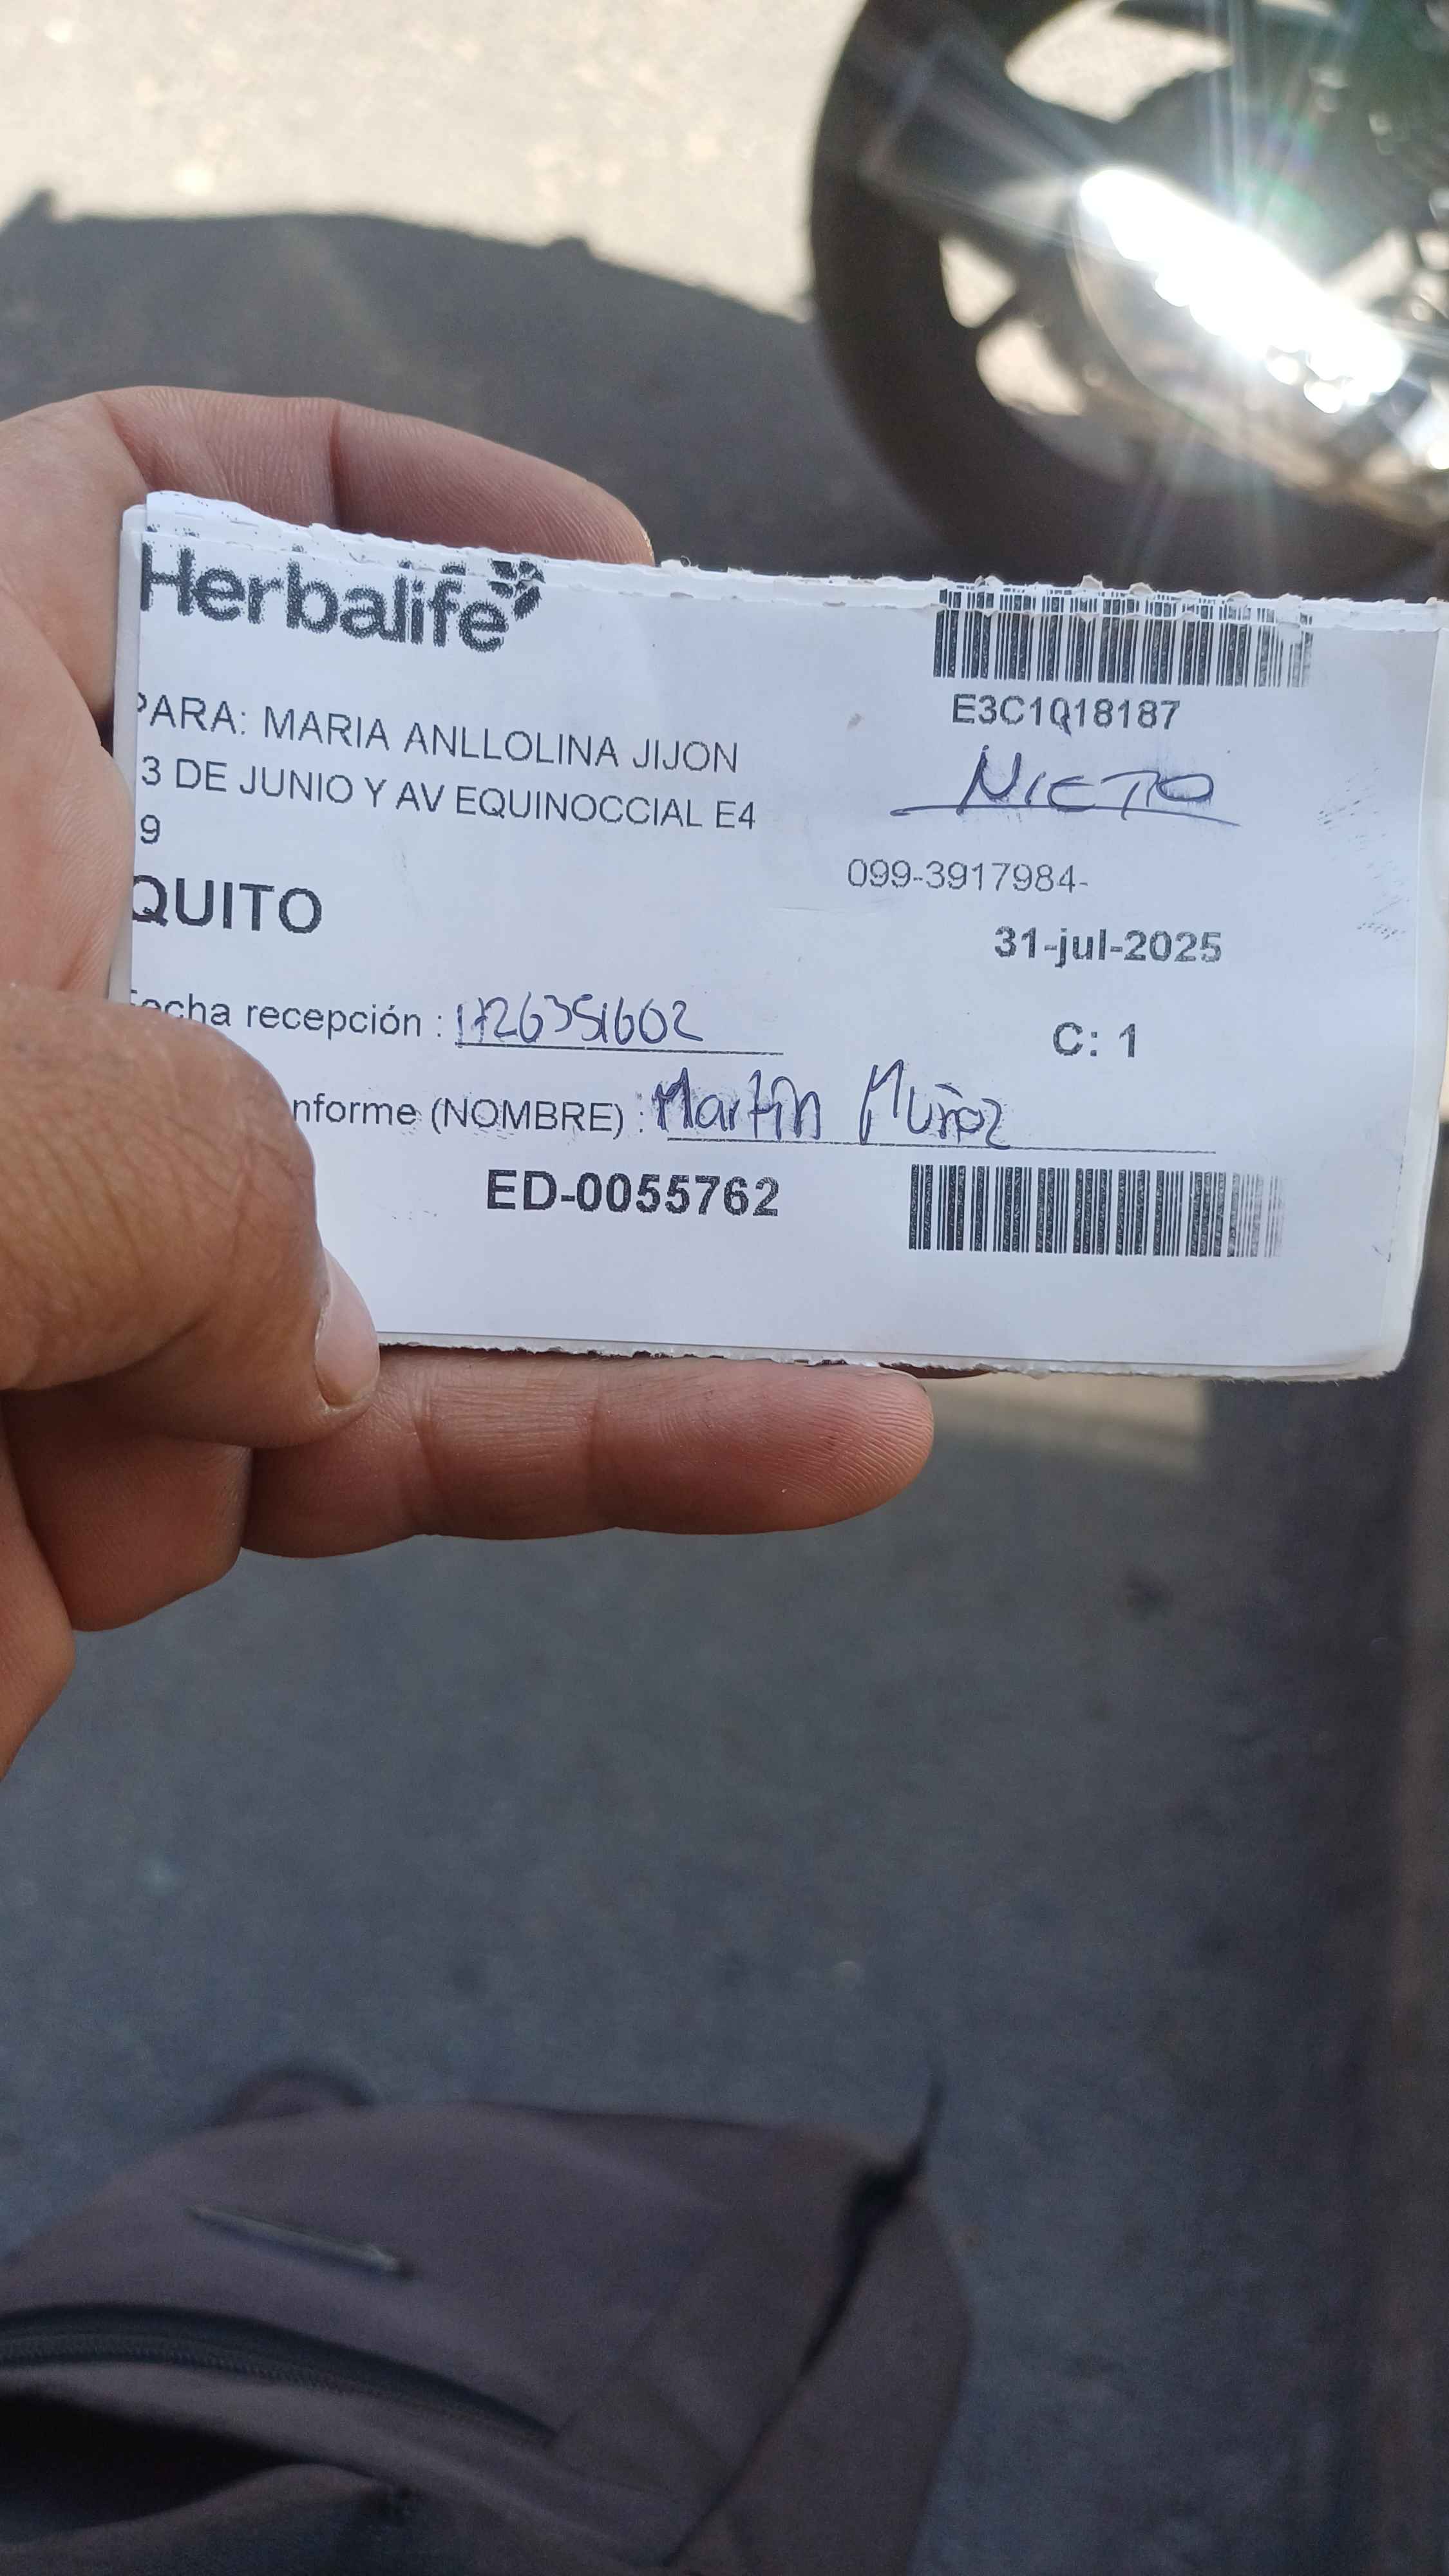 Herbalife
E3C1Q18187
PARA: MARIA ANLLOLINA JIJON
NIETO
3 DE JUNIO Y AV EQUINOCCIAL E4
9
099-3917984-
QUITO
31-jul-2025
echa recepción : 1726351602
C: 1
nforme (NOMBRE) : Martin Muñoz
ED-0055762